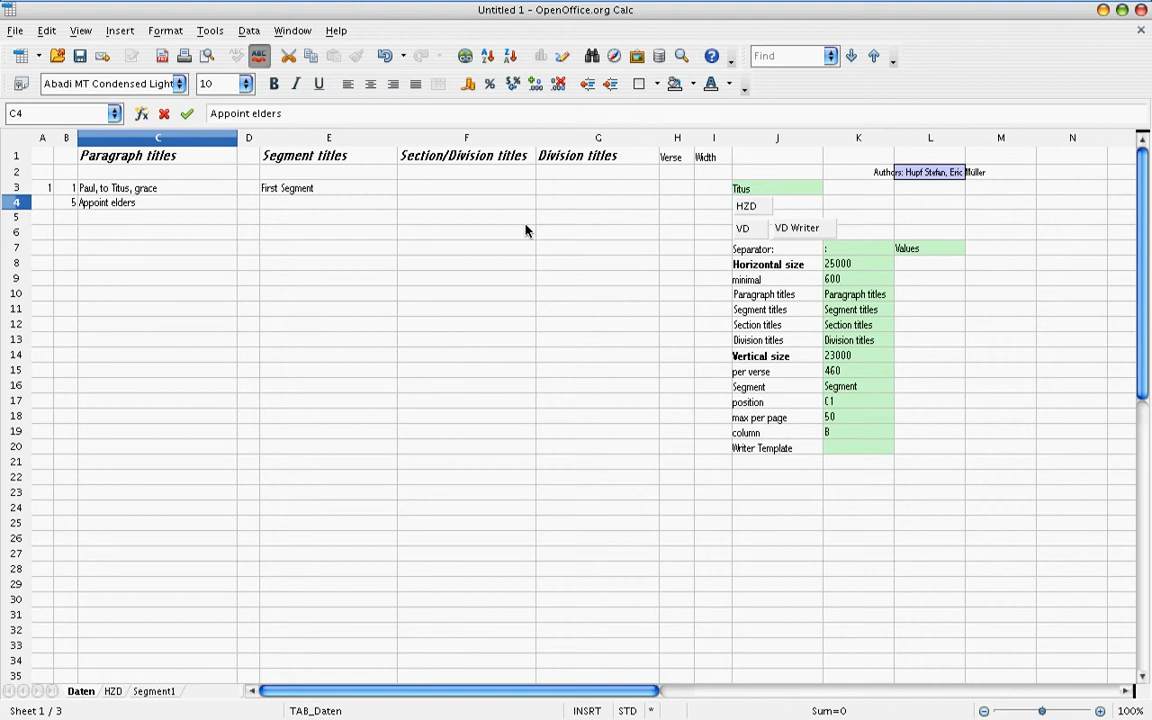 Untitled 1 - OpenOffice.org Calc
File Edit View Insert Format Tools Data Window Help
ABC ABC Find
Abadi MT Condensed Light 10 B I U
C4 Appoint elders
A B C D E F G H I J K L M N
1 Paragraph titles Segment titles Section/Division titles Division titles Verse Width
2 Authors: Hupf Stefan, Eric Müller
3 1 1 Paul, to Titus, grace First Segment Titus
4 5 Appoint elders HZD
5
6 VD VD Writer
7 Separator: : Values
8 Horizontal size 25000
9 minimal 600
10 Paragraph titles Paragraph titles
11 Segment titles Segment titles
12 Section titles Section titles
13 Division titles Division titles
14 Vertical size 23000
15 per verse 460
16 Segment Segment
17 position C1
18 max per page 50
19 column B
20 Writer Template
21
22
23
24
25
26
27
28
29
30
31
32
33
34
35
Daten HZD Segment1
Sheet 1 / 3 TAB_Daten INSRT STD * Sum=0 100%